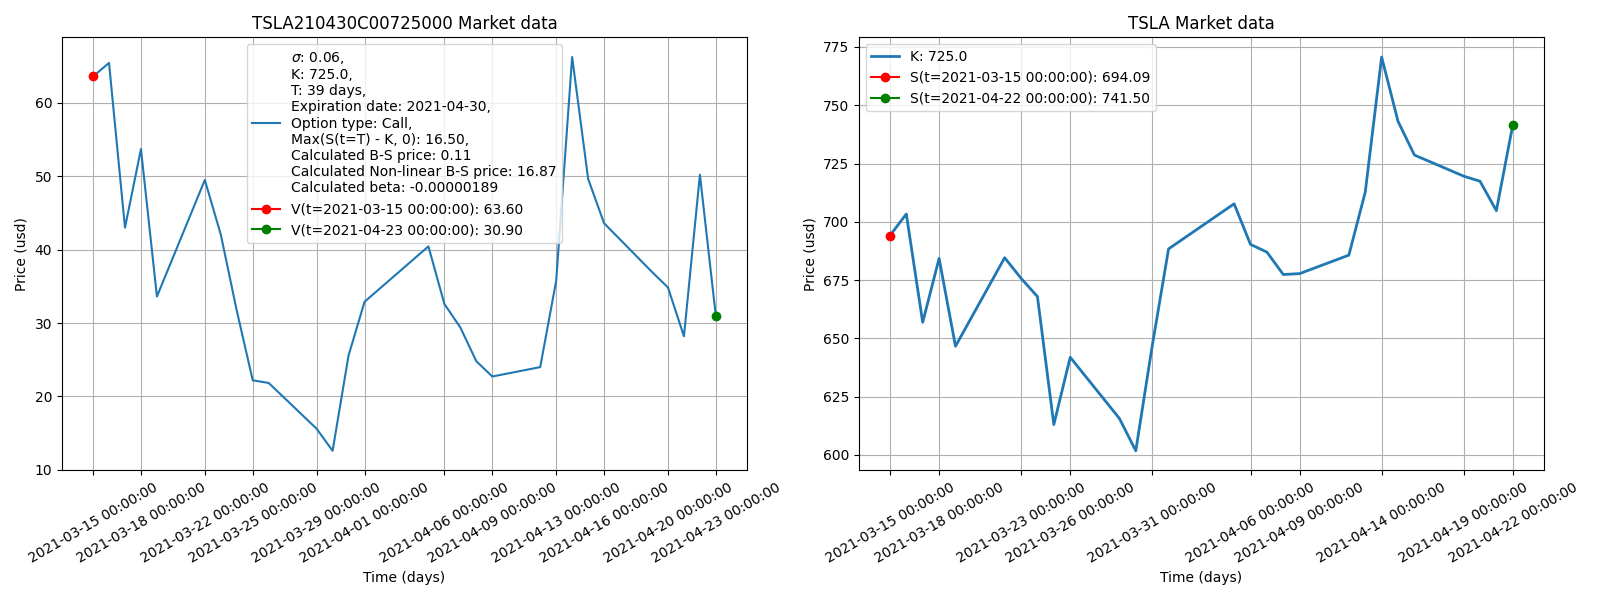 TSLA210430C00725000 Market data
Price (usd)
60
50
40
30
20
10
σ: 0.06,
K: 725.0,
T: 39 days,
Expiration date: 2021-04-30,
Option type: Call,
Max(S(t=T) - K, 0): 16.50,
Calculated B-S price: 0.11
Calculated Non-linear B-S price: 16.87
Calculated beta: -0.00000189
V(t=2021-03-15 00:00:00): 63.60
V(t=2021-04-23 00:00:00): 30.90
2021-03-15 00:00:00
2021-03-18 00:00:00
2021-03-22 00:00:00
2021-03-25 00:00:00
2021-03-29 00:00:00
2021-04-01 00:00:00
2021-04-06 00:00:00
2021-04-09 00:00:00
2021-04-13 00:00:00
2021-04-16 00:00:00
2021-04-20 00:00:00
2021-04-23 00:00:00
Time (days)
TSLA Market data
Price (usd)
775
750
725
700
675
650
625
600
K: 725.0
S(t=2021-03-15 00:00:00): 694.09
S(t=2021-04-22 00:00:00): 741.50
2021-03-15 00:00:00
2021-03-18 00:00:00
2021-03-23 00:00:00
2021-03-26 00:00:00
2021-03-31 00:00:00
2021-04-06 00:00:00
2021-04-09 00:00:00
2021-04-14 00:00:00
2021-04-19 00:00:00
2021-04-22 00:00:00
Time (days)